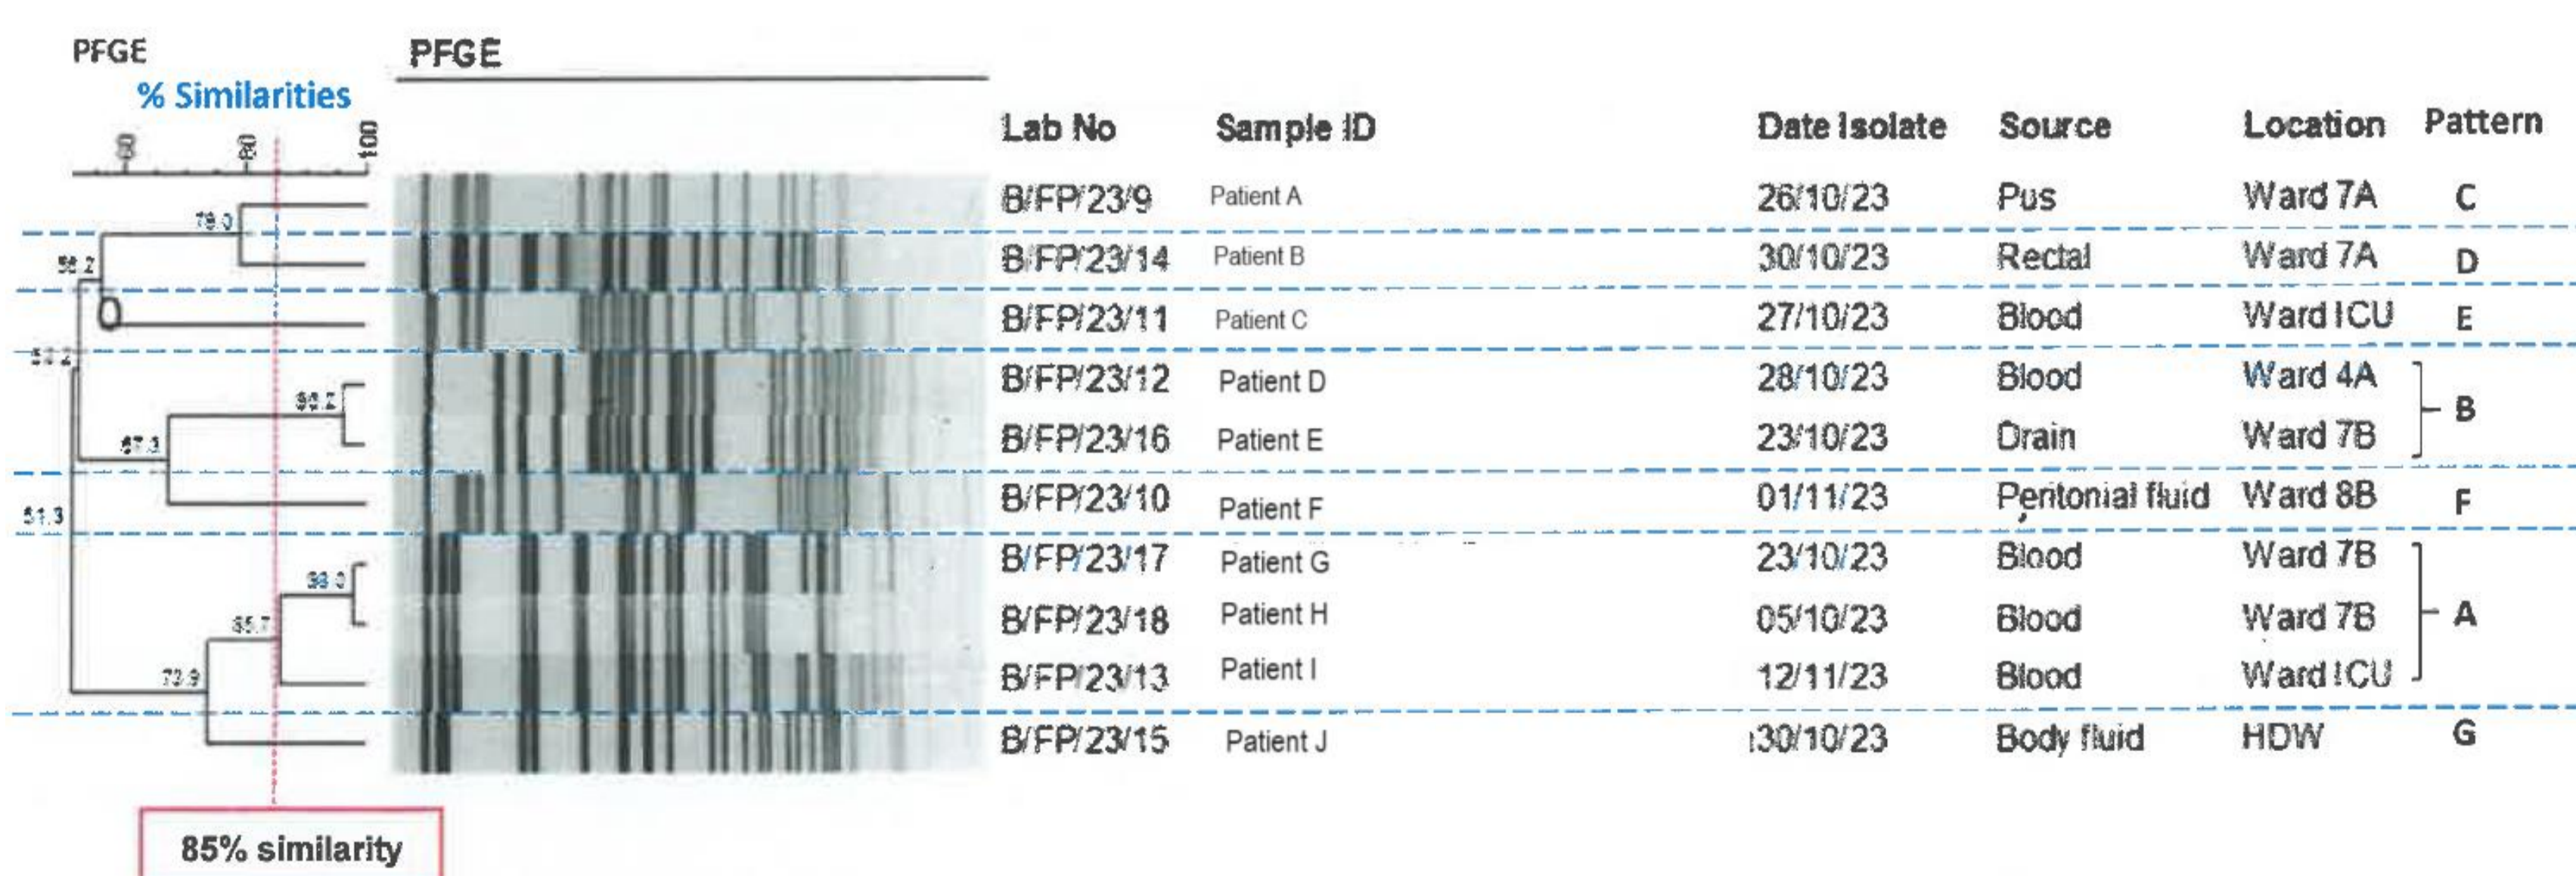 PFGE
PFGE
% Similarities
60 80 100
Lab No Sample ID Date Isolate Source Location Pattern
B/FP/23/9 Patient A 26/10/23 Pus Ward 7A C
79.0
B/FP/23/14 Patient B 30/10/23 Rectal Ward 7A D
B/FP/23/11 Patient C 27/10/23 Blood Ward ICU E
B/FP/23/12 Patient D 28/10/23 Blood Ward 4A
B
B/FP/23/16 Patient E 23/10/23 Drain Ward 7B
B/FP/23/10 Patient F 01/11/23 Peritonial fluid Ward 8B F
51.3
B/FP/23/17 Patient G 23/10/23 Blood Ward 7B
B/FP/23/18 Patient H 05/10/23 Blood Ward 7B A
85.7
B/FP/23/13 Patient I 12/11/23 Blood Ward ICU
73.9
B/FP/23/15 Patient J 30/10/23 Body fluid HDW G
85% similarity